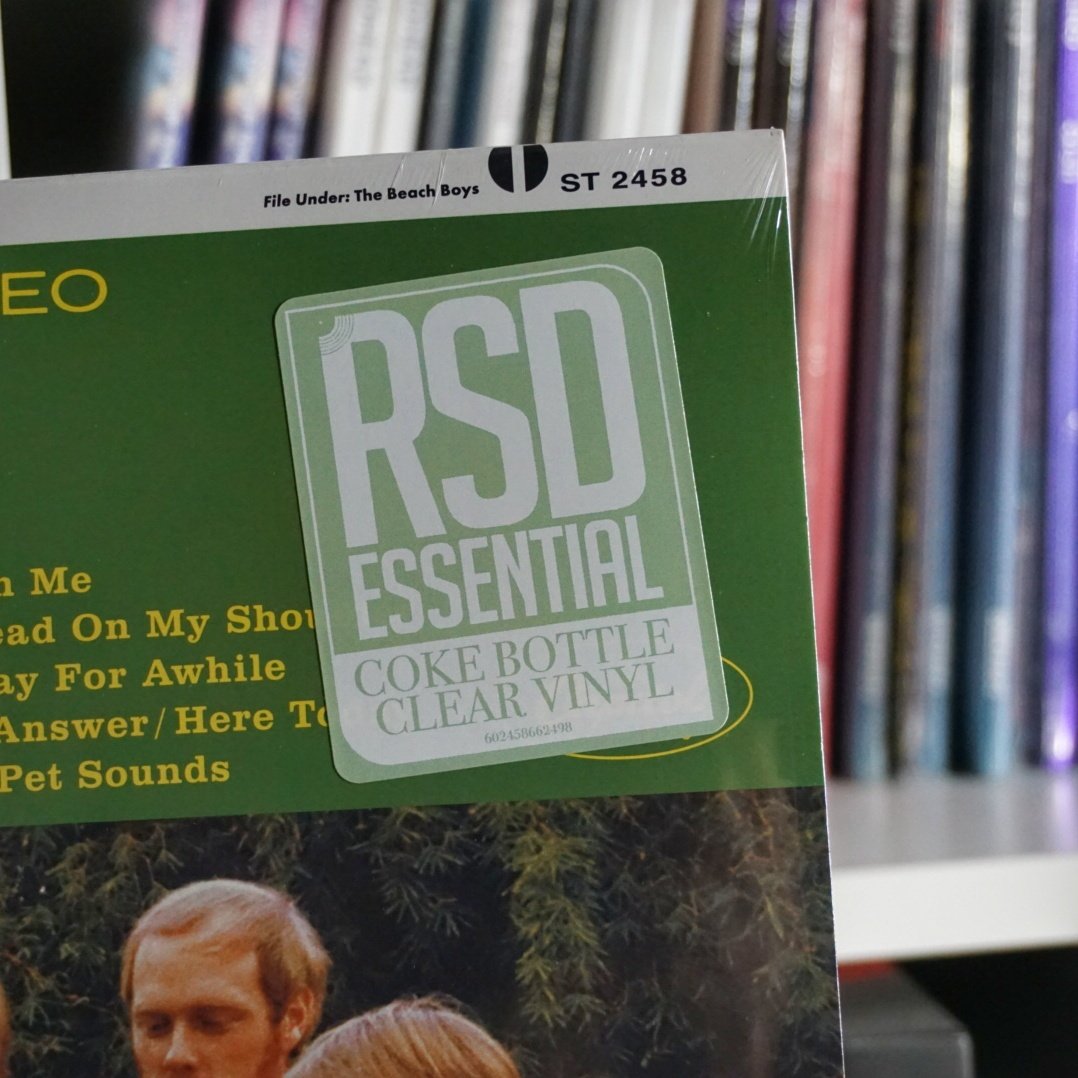 File Under: The Beach Boys
ST 2458
EO
RSD
ESSENTIAL
COKE BOTTLE
CLEAR VINYL
602458662498
n Me
ead On My Shou
ay For Awhile
Answer/Here To
Pet Sounds